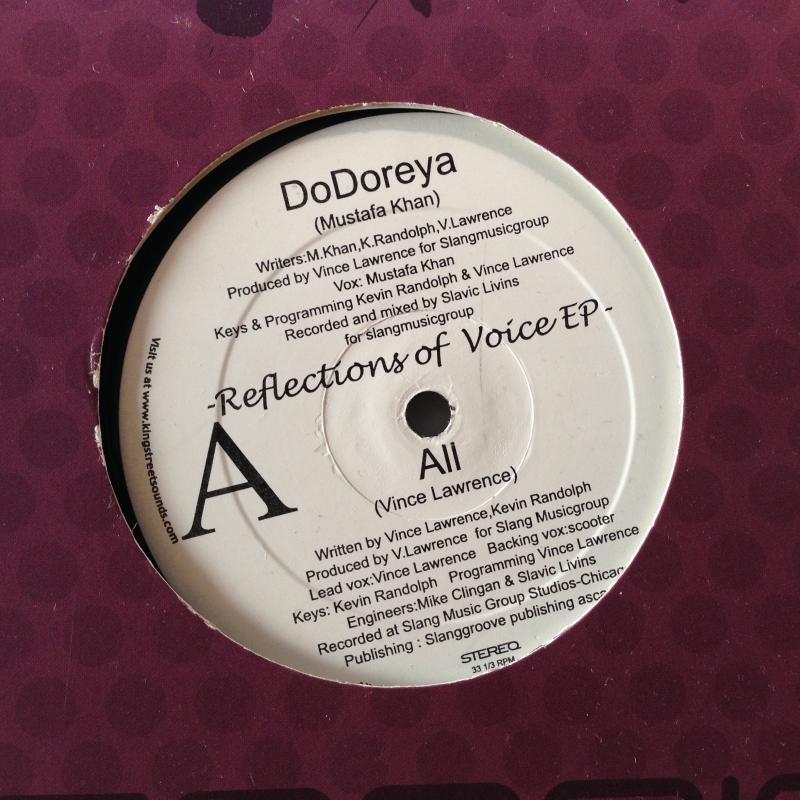 DoDoreya
(Mustafa Khan)
Writers:M.Khan,K.Randolph,V.Lawrence
Produced by Vince Lawrence for Slangmusicgroup
Vox: Mustafa Khan
Keys & Programming Kevin Randolph & Vince Lawrence
Recorded and mixed by Slavic Livins
for slangmusicgroup
-Reflections of Voice EP-
Visit us at www.kingstreetsounds.com
A
All
(Vince Lawrence)
Written by Vince Lawrence,Kevin Randolph
Produced by V.Lawrence for Slang Musicgroup
Lead vox:Vince Lawrence Backing vox:scooter
Keys: Kevin Randolph Programming Vince Lawrence
Engineers:Mike Clingan & Slavic Livins
Recorded at Slang Music Group Studios-Chicag
Publishing : Slanggroove publishing asca
STEREO
33 1/3 RPM